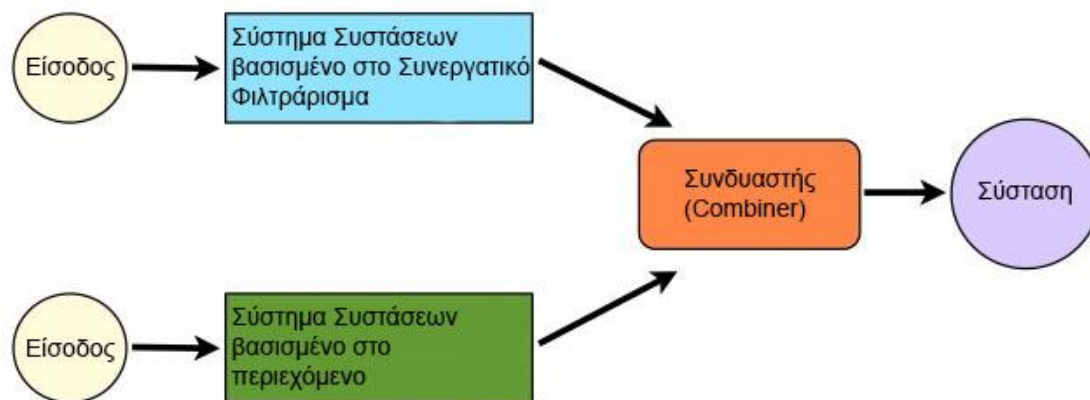 Είσοδος
Σύστημα Συστάσεων
βασισμένο στο Συνεργατικό
Φιλτράρισμα
Συνδυαστής
(Combiner)
Σύσταση
Είσοδος
Σύστημα Συστάσεων
βασισμένο στο
περιεχόμενο